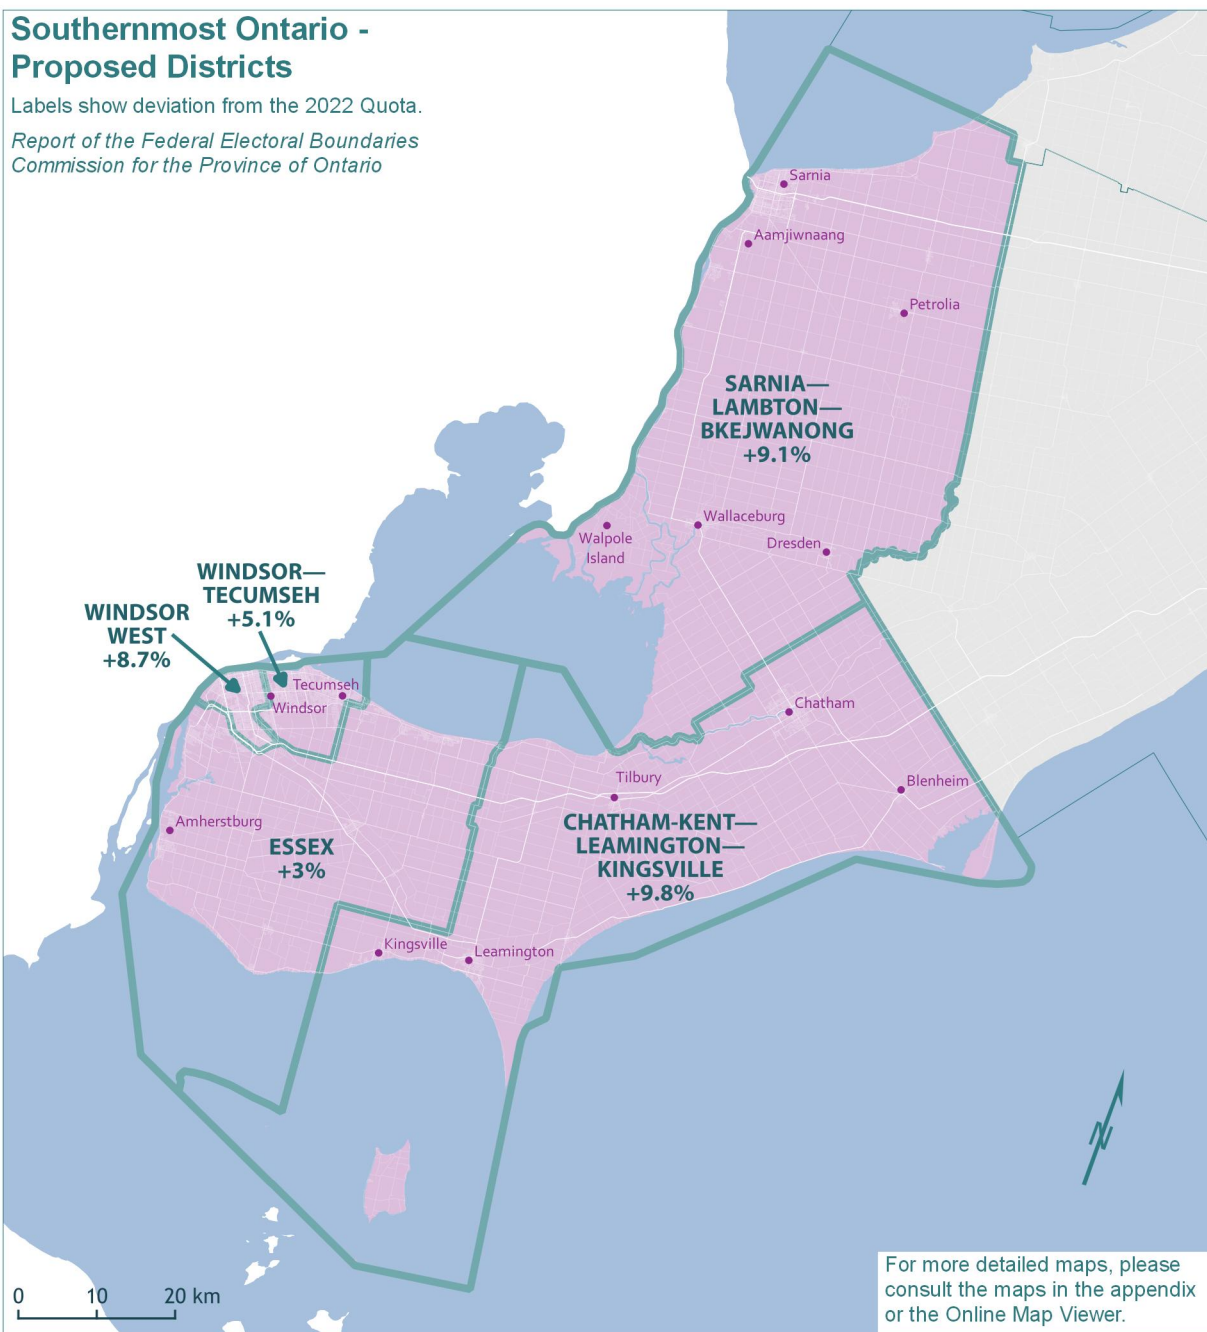 Southernmost Ontario -
Proposed Districts
Labels show deviation from the 2022 Quota.
Report of the Federal Electoral Boundaries
Commission for the Province of Ontario
Sarnia
Aamjiwnaang
Petrolia
SARNIA—
LAMBTON—
BKEJWANONG
+9.1%
Wallaceburg
Walpole
Island
Dresden
WINDSOR—
TECUMSEH
+5.1%
WINDSOR
WEST
+8.7%
Tecumseh
Windsor
Chatham
Tilbury
Blenheim
CHATHAM-KENT—
LEAMINGTON—
KINGSVILLE
+9.8%
Amherstburg
ESSEX
+3%
Kingsville
Leamington
N
0 10 20 km
For more detailed maps, please
consult the maps in the appendix
or the Online Map Viewer.